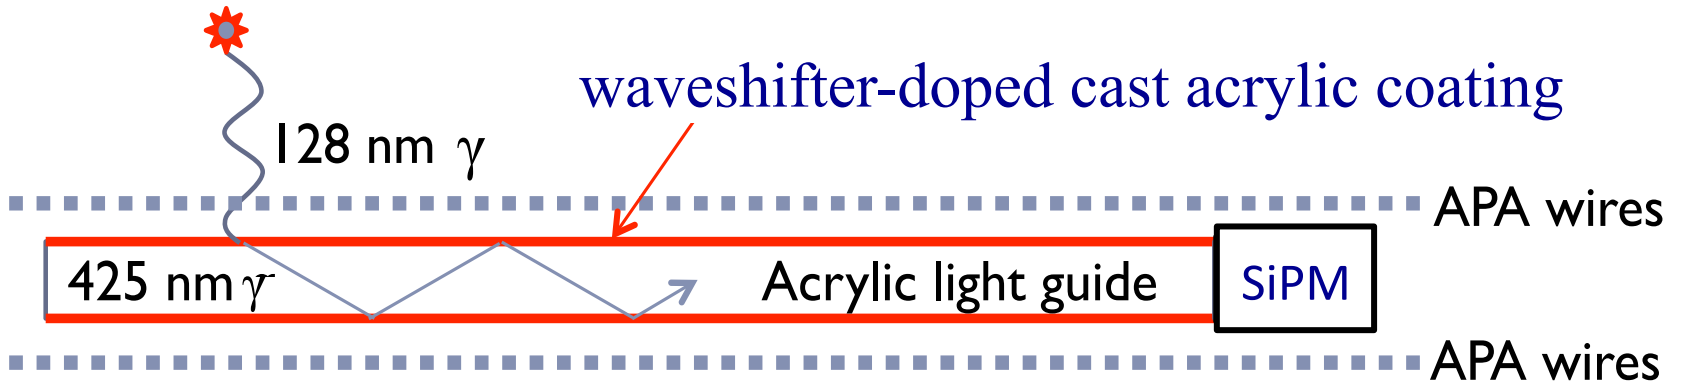 waveshifter-doped cast acrylic coating
128 nm γ
APA wires
425 nm γ
Acrylic light guide
SiPM
APA wires